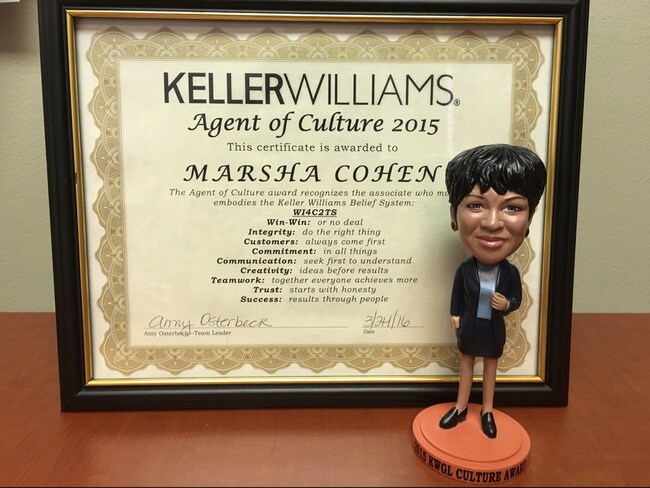 KELLERWILLIAMS®
Agent of Culture 2015
This certificate is awarded to
MARSHA COHEN
The Agent of Culture award recognizes the associate who mo
embodies the Keller Williams Belief System:
WI4C2TS
Win-Win: or no deal
Integrity: do the right thing
Customers: always come first
Commitment: in all things
Communication: seek first to understand
Creativity: ideas before results
Teamwork: together everyone achieves more
Trust: starts with honesty
Success: results through people
Amy Osterbeck 3/24/16
Amy Osterbeck–Team Leader Date
2015 KWGL CULTURE AWARD